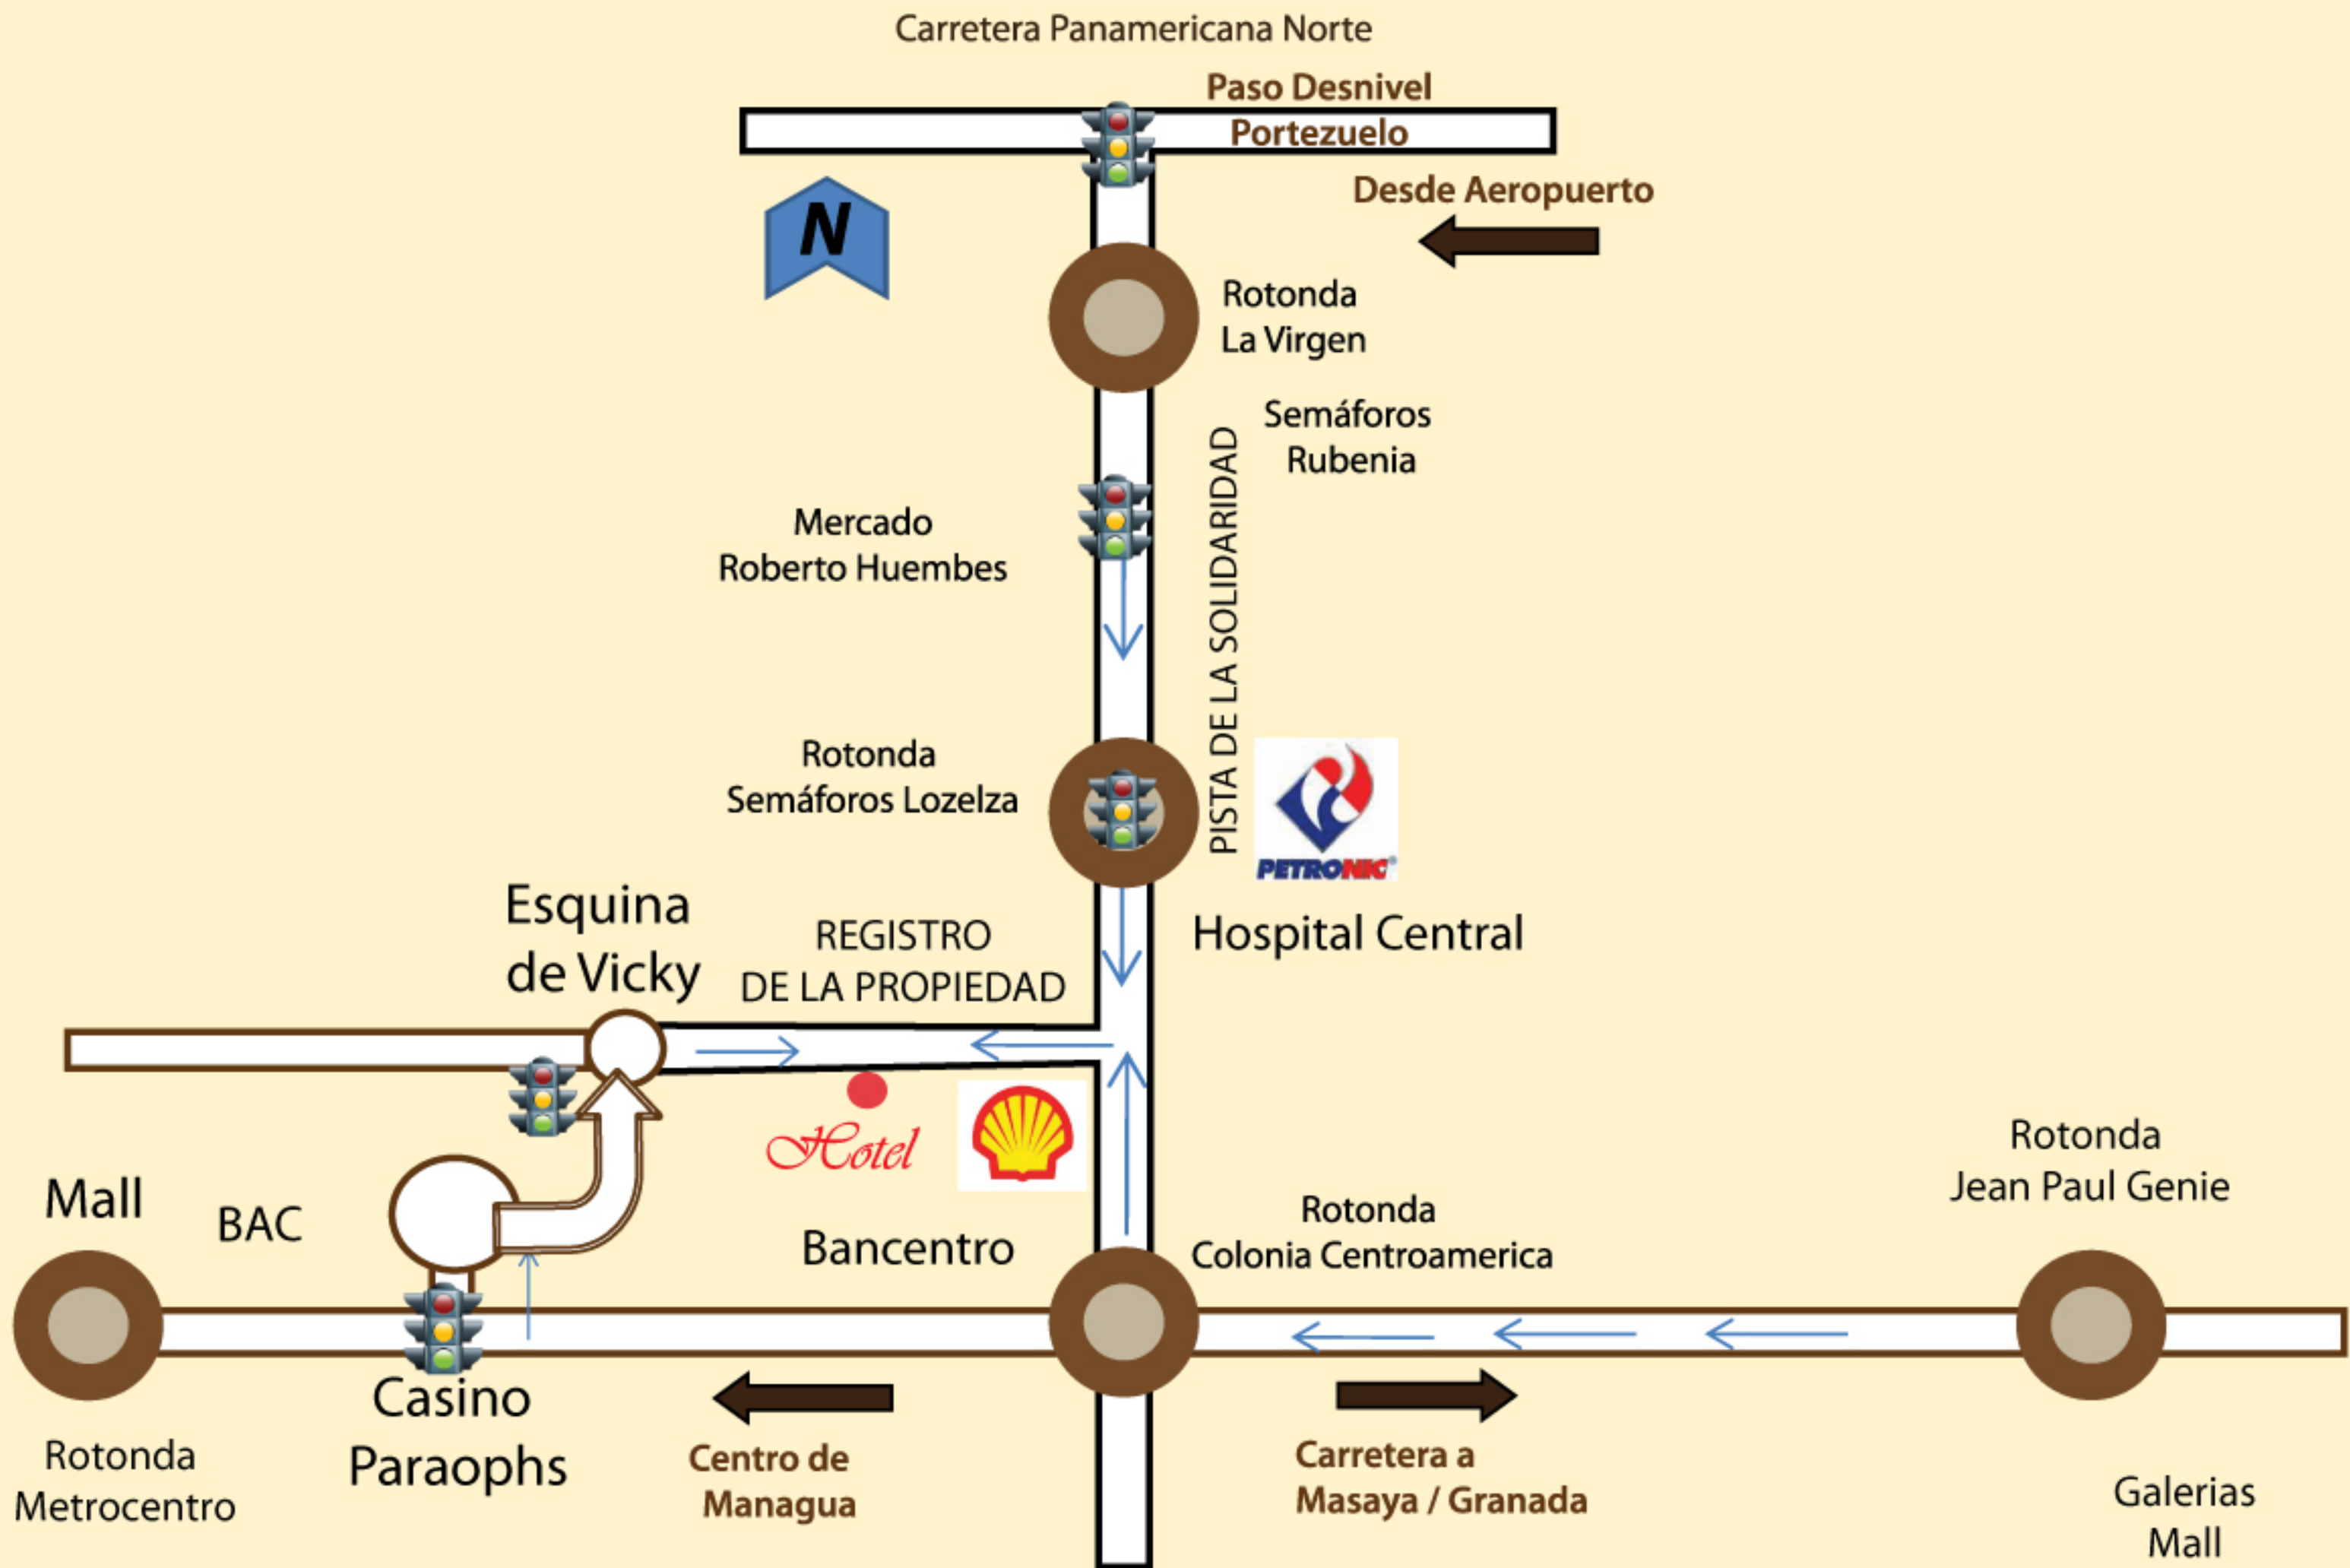 Carretera Panamericana Norte
Paso Desnivel
Portezuelo
N
Desde Aeropuerto
Rotonda
La Virgen
Semáforos
Rubenia
PISTA DE LA SOLIDARIDAD
Mercado
Roberto Huembes
Rotonda
Semáforos Lozelza
PETRONIC®
Hospital Central
Esquina
de Vicky
REGISTRO
DE LA PROPIEDAD
Hotel
Mall
BAC
Bancentro
Rotonda
Colonia Centroamerica
Rotonda
Jean Paul Genie
Casino
Paraophs
Rotonda
Metrocentro
Centro de
Managua
Carretera a
Masaya / Granada
Galerias
Mall